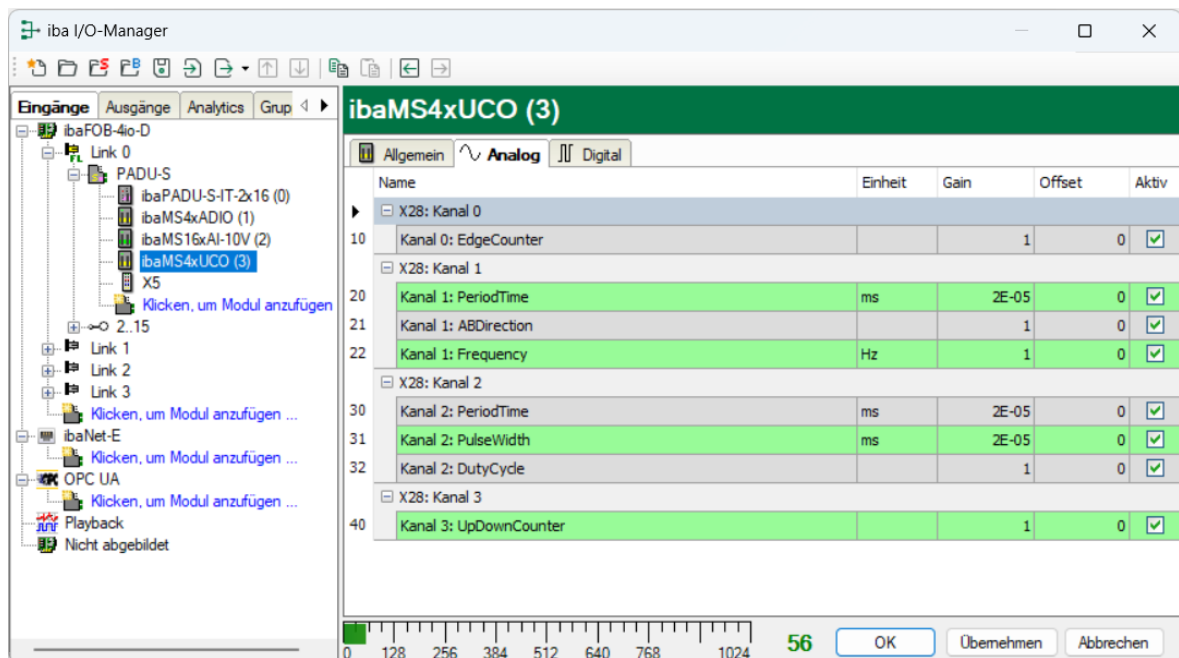 iba I/O-Manager
Eingänge Ausgänge Analytics Grup
ibaFOB-4io-D
Link 0
PADU-S
ibaPADU-S-IT-2x16 (0)
ibaMS4xADIO (1)
ibaMS16xAI-10V (2)
ibaMS4xUCO (3)
X5
Klicken, um Modul anzufügen
2..15
Link 1
Link 2
Link 3
Klicken, um Modul anzufügen ...
ibaNet-E
Klicken, um Modul anzufügen ...
OPC UA
Klicken, um Modul anzufügen ...
Playback
Nicht abgebildet
ibaMS4xUCO (3)
Allgemein Analog Digital
Name Einheit Gain Offset Aktiv
X28: Kanal 0
10 Kanal 0: EdgeCounter 1 0
X28: Kanal 1
20 Kanal 1: PeriodTime ms 2E-05 0
21 Kanal 1: ABDirection 1 0
22 Kanal 1: Frequency Hz 1 0
X28: Kanal 2
30 Kanal 2: PeriodTime ms 2E-05 0
31 Kanal 2: PulseWidth ms 2E-05 0
32 Kanal 2: DutyCycle 1 0
X28: Kanal 3
40 Kanal 3: UpDownCounter 1 0
0 128 256 384 512 640 768 1024 56 OK Übernehmen Abbrechen